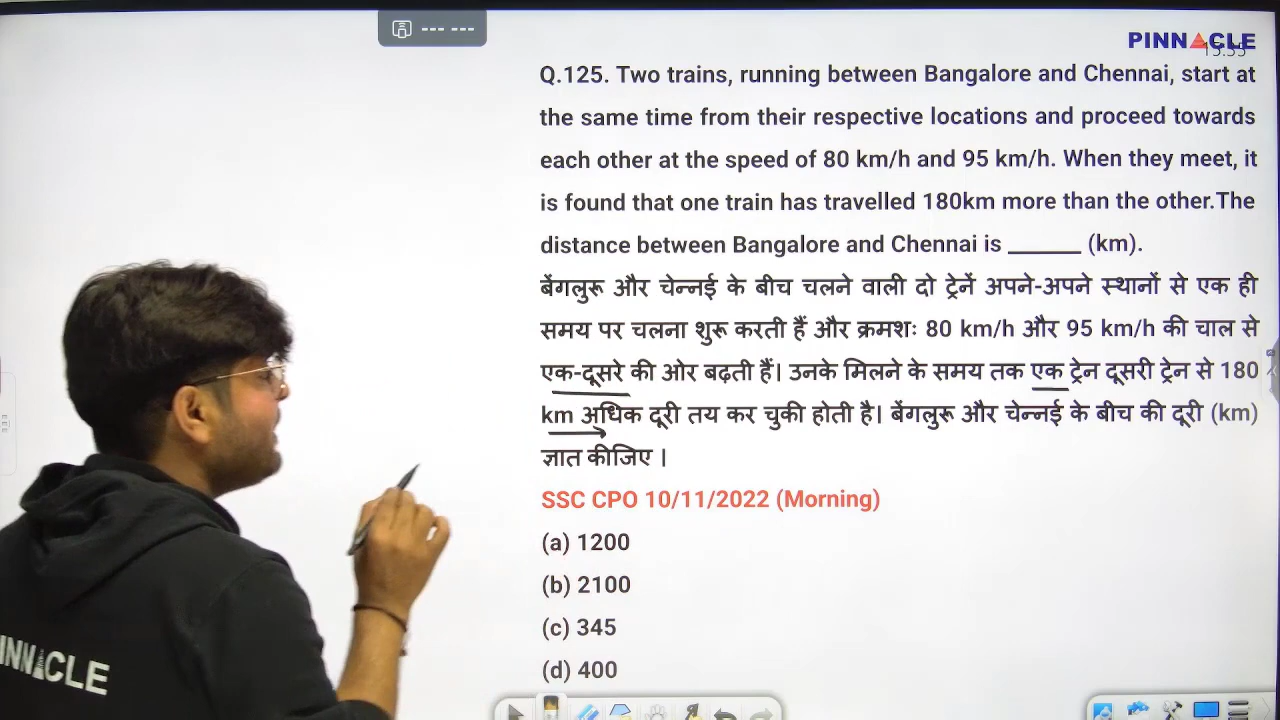 PINNACLE
15:55
Q.125. Two trains, running between Bangalore and Chennai, start at
the same time from their respective locations and proceed towards
each other at the speed of 80 km/h and 95 km/h. When they meet, it
is found that one train has travelled 180km more than the other.The
distance between Bangalore and Chennai is ______ (km).
बेंगलुरू और चेन्नई के बीच चलने वाली दो ट्रेनें अपने-अपने स्थानों से एक ही
समय पर चलना शुरू करती हैं और क्रमशः 80 km/h और 95 km/h की चाल से
एक-दूसरे की ओर बढ़ती हैं। उनके मिलने के समय तक एक ट्रेन दूसरी ट्रेन से 180
km अधिक दूरी तय कर चुकी होती है। बेंगलुरू और चेन्नई के बीच की दूरी (km)
ज्ञात कीजिए ।
SSC CPO 10/11/2022 (Morning)
(a) 1200
(b) 2100
(c) 345
(d) 400
INNACLE